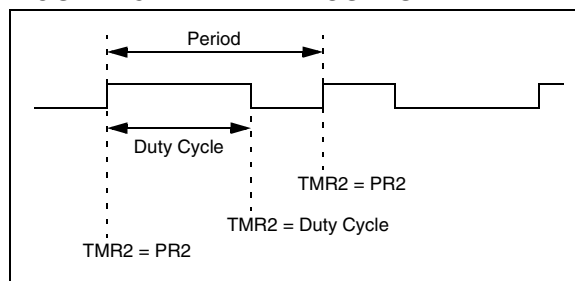 Period
Duty Cycle
TMR2 = PR2
TMR2 = Duty Cycle
TMR2 = PR2